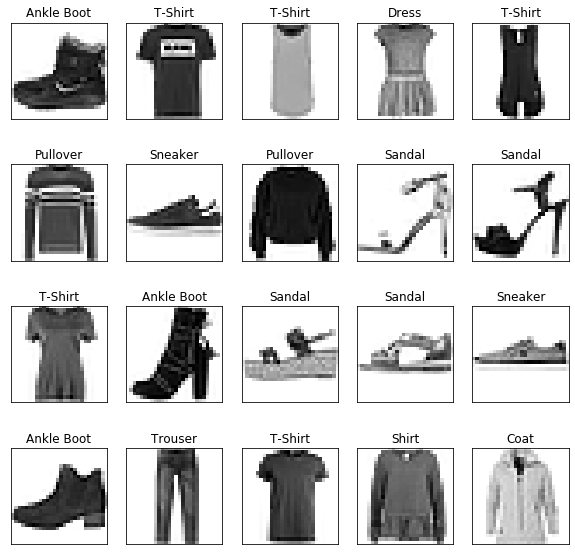 Ankle Boot T-Shirt T-Shirt Dress T-Shirt
Pullover Sneaker Pullover Sandal Sandal
T-Shirt Ankle Boot Sandal Sandal Sneaker
Ankle Boot Trouser T-Shirt Shirt Coat